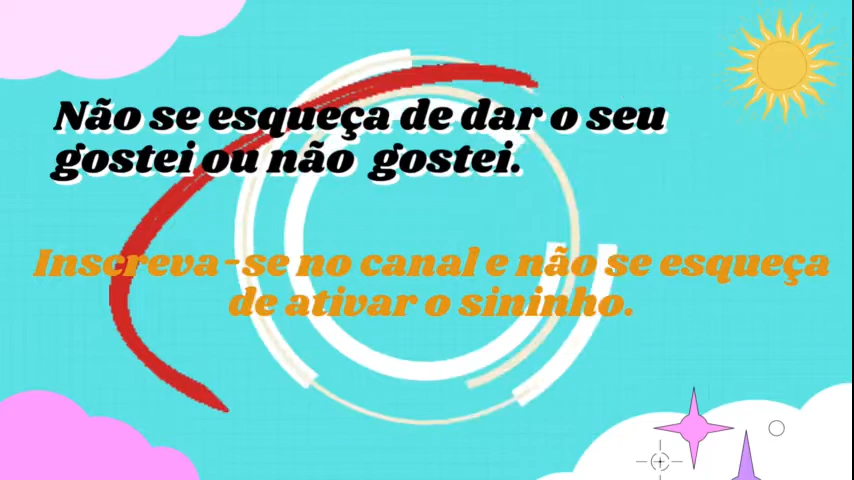 Não se esqueça de dar o seu
gostei ou não gostei.
Inscreva-se no canal e não se esqueça
de ativar o sininho.